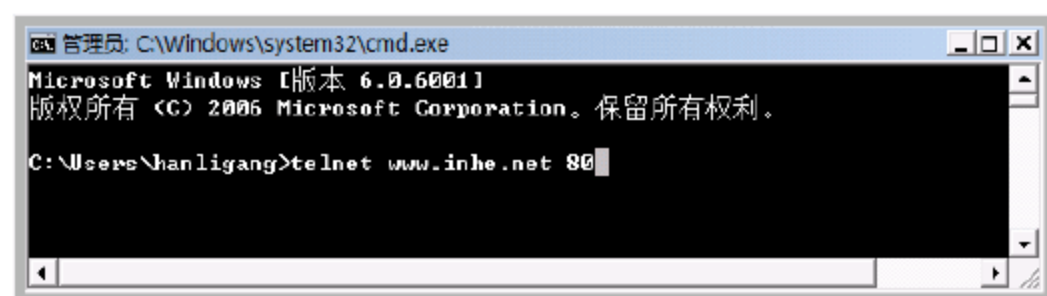 管理员: C:\Windows\system32\cmd.exe
Microsoft Windows [版本 6.0.6001]
版权所有 (C) 2006 Microsoft Corporation。保留所有权利。
C:\Users\hanligang>telnet www.inhe.net 80